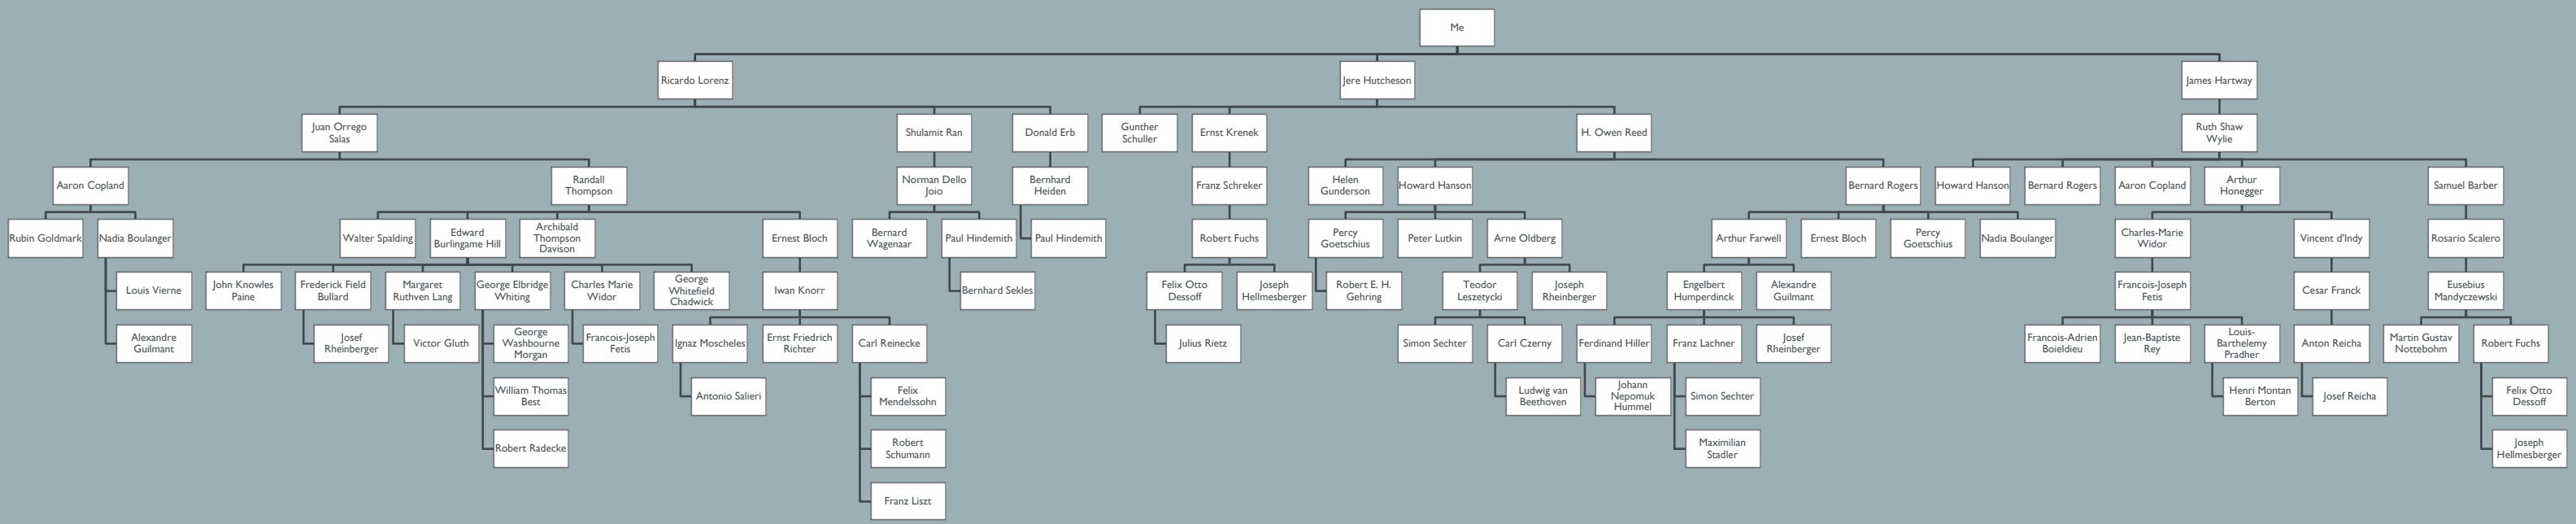 Me
Ricardo Lorenz
Jere Hutcheson
James Hartway
Juan Orrego
Salas
Shulamit Ran
Donald Erb
Gunther
Schuller
Ernst Krenek
H. Owen Reed
Ruth Shaw
Wylie
Aaron Copland
Randall
Thompson
Norman Dello
Joio
Bernhard
Heiden
Franz Schreker
Helen
Gunderson
Howard Hanson
Bernard Rogers
Howard Hanson
Bernard Rogers
Aaron Copland
Arthur
Honegger
Samuel Barber
Rubin Goldmark
Nadia Boulanger
Walter Spalding
Edward
Burlingame Hill
Archibald
Thompson
Davison
Ernest Bloch
Bernard
Wagenaar
Paul Hindemith
Paul Hindemith
Robert Fuchs
Percy
Goetschius
Peter Lutkin
Arne Oldberg
Arthur Farwell
Ernest Bloch
Percy
Goetschius
Nadia Boulanger
Charles-Marie
Widor
Vincent d'Indy
Rosario Scalero
Louis Vierne
John Knowles
Paine
Frederick Field
Bullard
Margaret
Ruthven Lang
George Elbridge
Whiting
Charles Marie
Widor
George
Whitefield
Chadwick
Iwan Knorr
Bernhard Sekles
Felix Otto
Dessoff
Joseph
Hellmesberger
Robert E. H.
Gehring
Teodor
Leszetycki
Joseph
Rheinberger
Engelbert
Humperdinck
Alexandre
Guilmant
Francois-Joseph
Fetis
Cesar Franck
Eusebius
Mandyczewski
Alexandre
Guilmant
Josef
Rheinberger
Victor Gluth
George
Washbourne
Morgan
Francois-Joseph
Fetis
Ignaz Moscheles
Ernst Friedrich
Richter
Carl Reinecke
Julius Rietz
Simon Sechter
Carl Czerny
Ferdinand Hiller
Franz Lachner
Josef
Rheinberger
Francois-Adrien
Boieldieu
Jean-Baptiste
Rey
Louis-
Barthelemy
Pradher
Anton Reicha
Martin Gustav
Nottebohm
Robert Fuchs
William Thomas
Best
Antonio Salieri
Felix
Mendelssohn
Ludwig van
Beethoven
Johann
Nepomuk
Hummel
Simon Sechter
Henri Montan
Berton
Josef Reicha
Felix Otto
Dessoff
Robert Radecke
Robert
Schumann
Maximilian
Stadler
Joseph
Hellmesberger
Franz Liszt